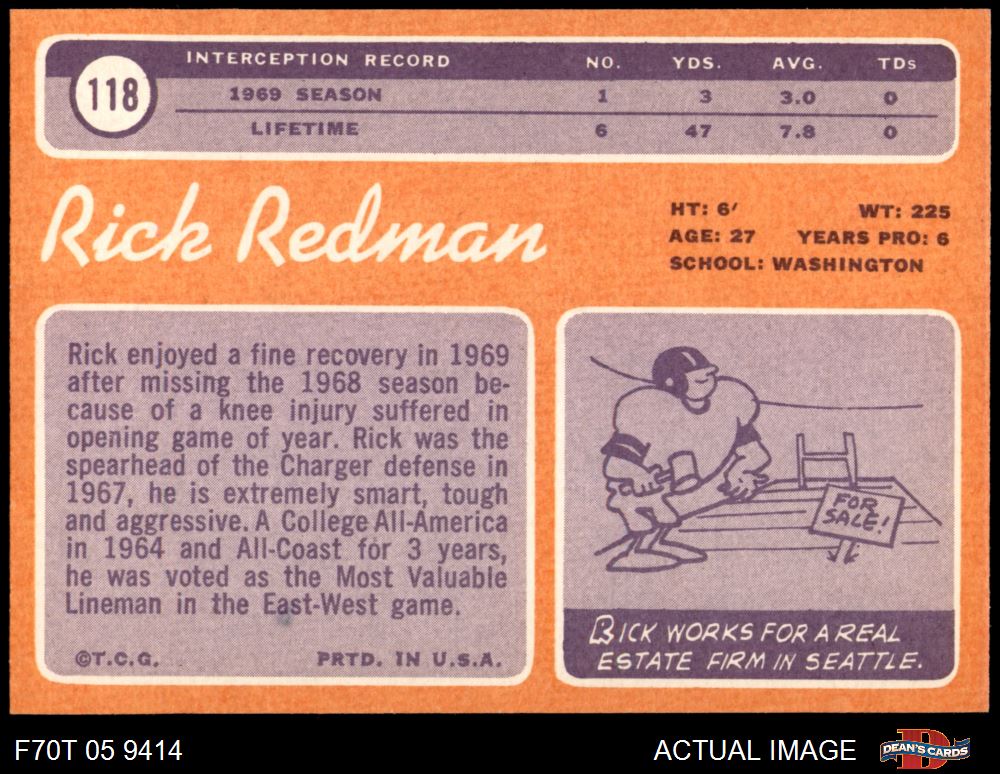 118
INTERCEPTION RECORD NO. YDS. AVG. TDs
1969 SEASON 1 3 3.0 0
LIFETIME 6 47 7.8 0
Rick Redman
HT: 6' WT: 225
AGE: 27 YEARS PRO: 6
SCHOOL: WASHINGTON
Rick enjoyed a fine recovery in 1969
after missing the 1968 season be-
cause of a knee injury suffered in
opening game of year. Rick was the
spearhead of the Charger defense in
1967, he is extremely smart, tough
and aggressive. A College All-America
in 1964 and All-Coast for 3 years,
he was voted as the Most Valuable
Lineman in the East-West game.
©T.C.G. PRTD. IN U.S.A.
FOR
SALE!
RICK WORKS FOR A REAL
ESTATE FIRM IN SEATTLE.
F70T 05 9414 ACTUAL IMAGE DEAN'S CARDS